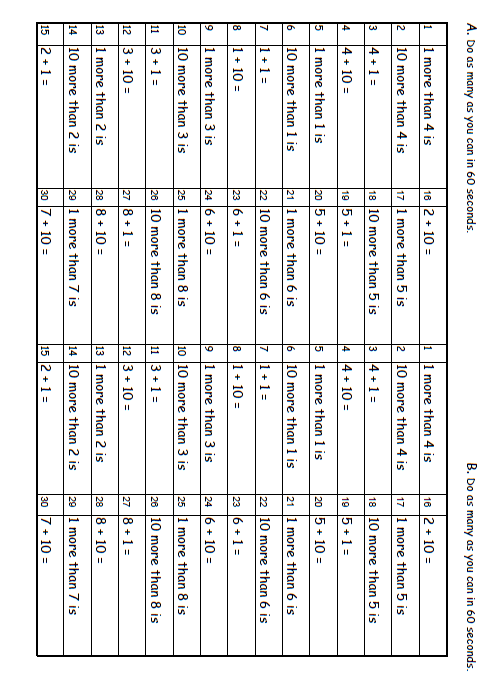 A. Do as many as you can in 60 seconds.
1 1 more than 4 is 16 2 + 10 =
2 10 more than 4 is 17 1 more than 5 is
3 4 + 1 = 18 10 more than 5 is
4 4 + 10 = 19 5 + 1 =
5 1 more than 1 is 20 5 + 10 =
6 10 more than 1 is 21 1 more than 6 is
7 1 + 1 = 22 10 more than 6 is
8 1 + 10 = 23 6 + 1 =
9 1 more than 3 is 24 6 + 10 =
10 10 more than 3 is 25 1 more than 8 is
11 3 + 1 = 26 10 more than 8 is
12 3 + 10 = 27 8 + 1 =
13 1 more than 2 is 28 8 + 10 =
14 10 more than 2 is 29 1 more than 7 is
15 2 + 1 = 30 7 + 10 =
B. Do as many as you can in 60 seconds.
1 1 more than 4 is 16 2 + 10 =
2 10 more than 4 is 17 1 more than 5 is
3 4 + 1 = 18 10 more than 5 is
4 4 + 10 = 19 5 + 1 =
5 1 more than 1 is 20 5 + 10 =
6 10 more than 1 is 21 1 more than 6 is
7 1 + 1 = 22 10 more than 6 is
8 1 + 10 = 23 6 + 1 =
9 1 more than 3 is 24 6 + 10 =
10 10 more than 3 is 25 1 more than 8 is
11 3 + 1 = 26 10 more than 8 is
12 3 + 10 = 27 8 + 1 =
13 1 more than 2 is 28 8 + 10 =
14 10 more than 2 is 29 1 more than 7 is
15 2 + 1 = 30 7 + 10 =